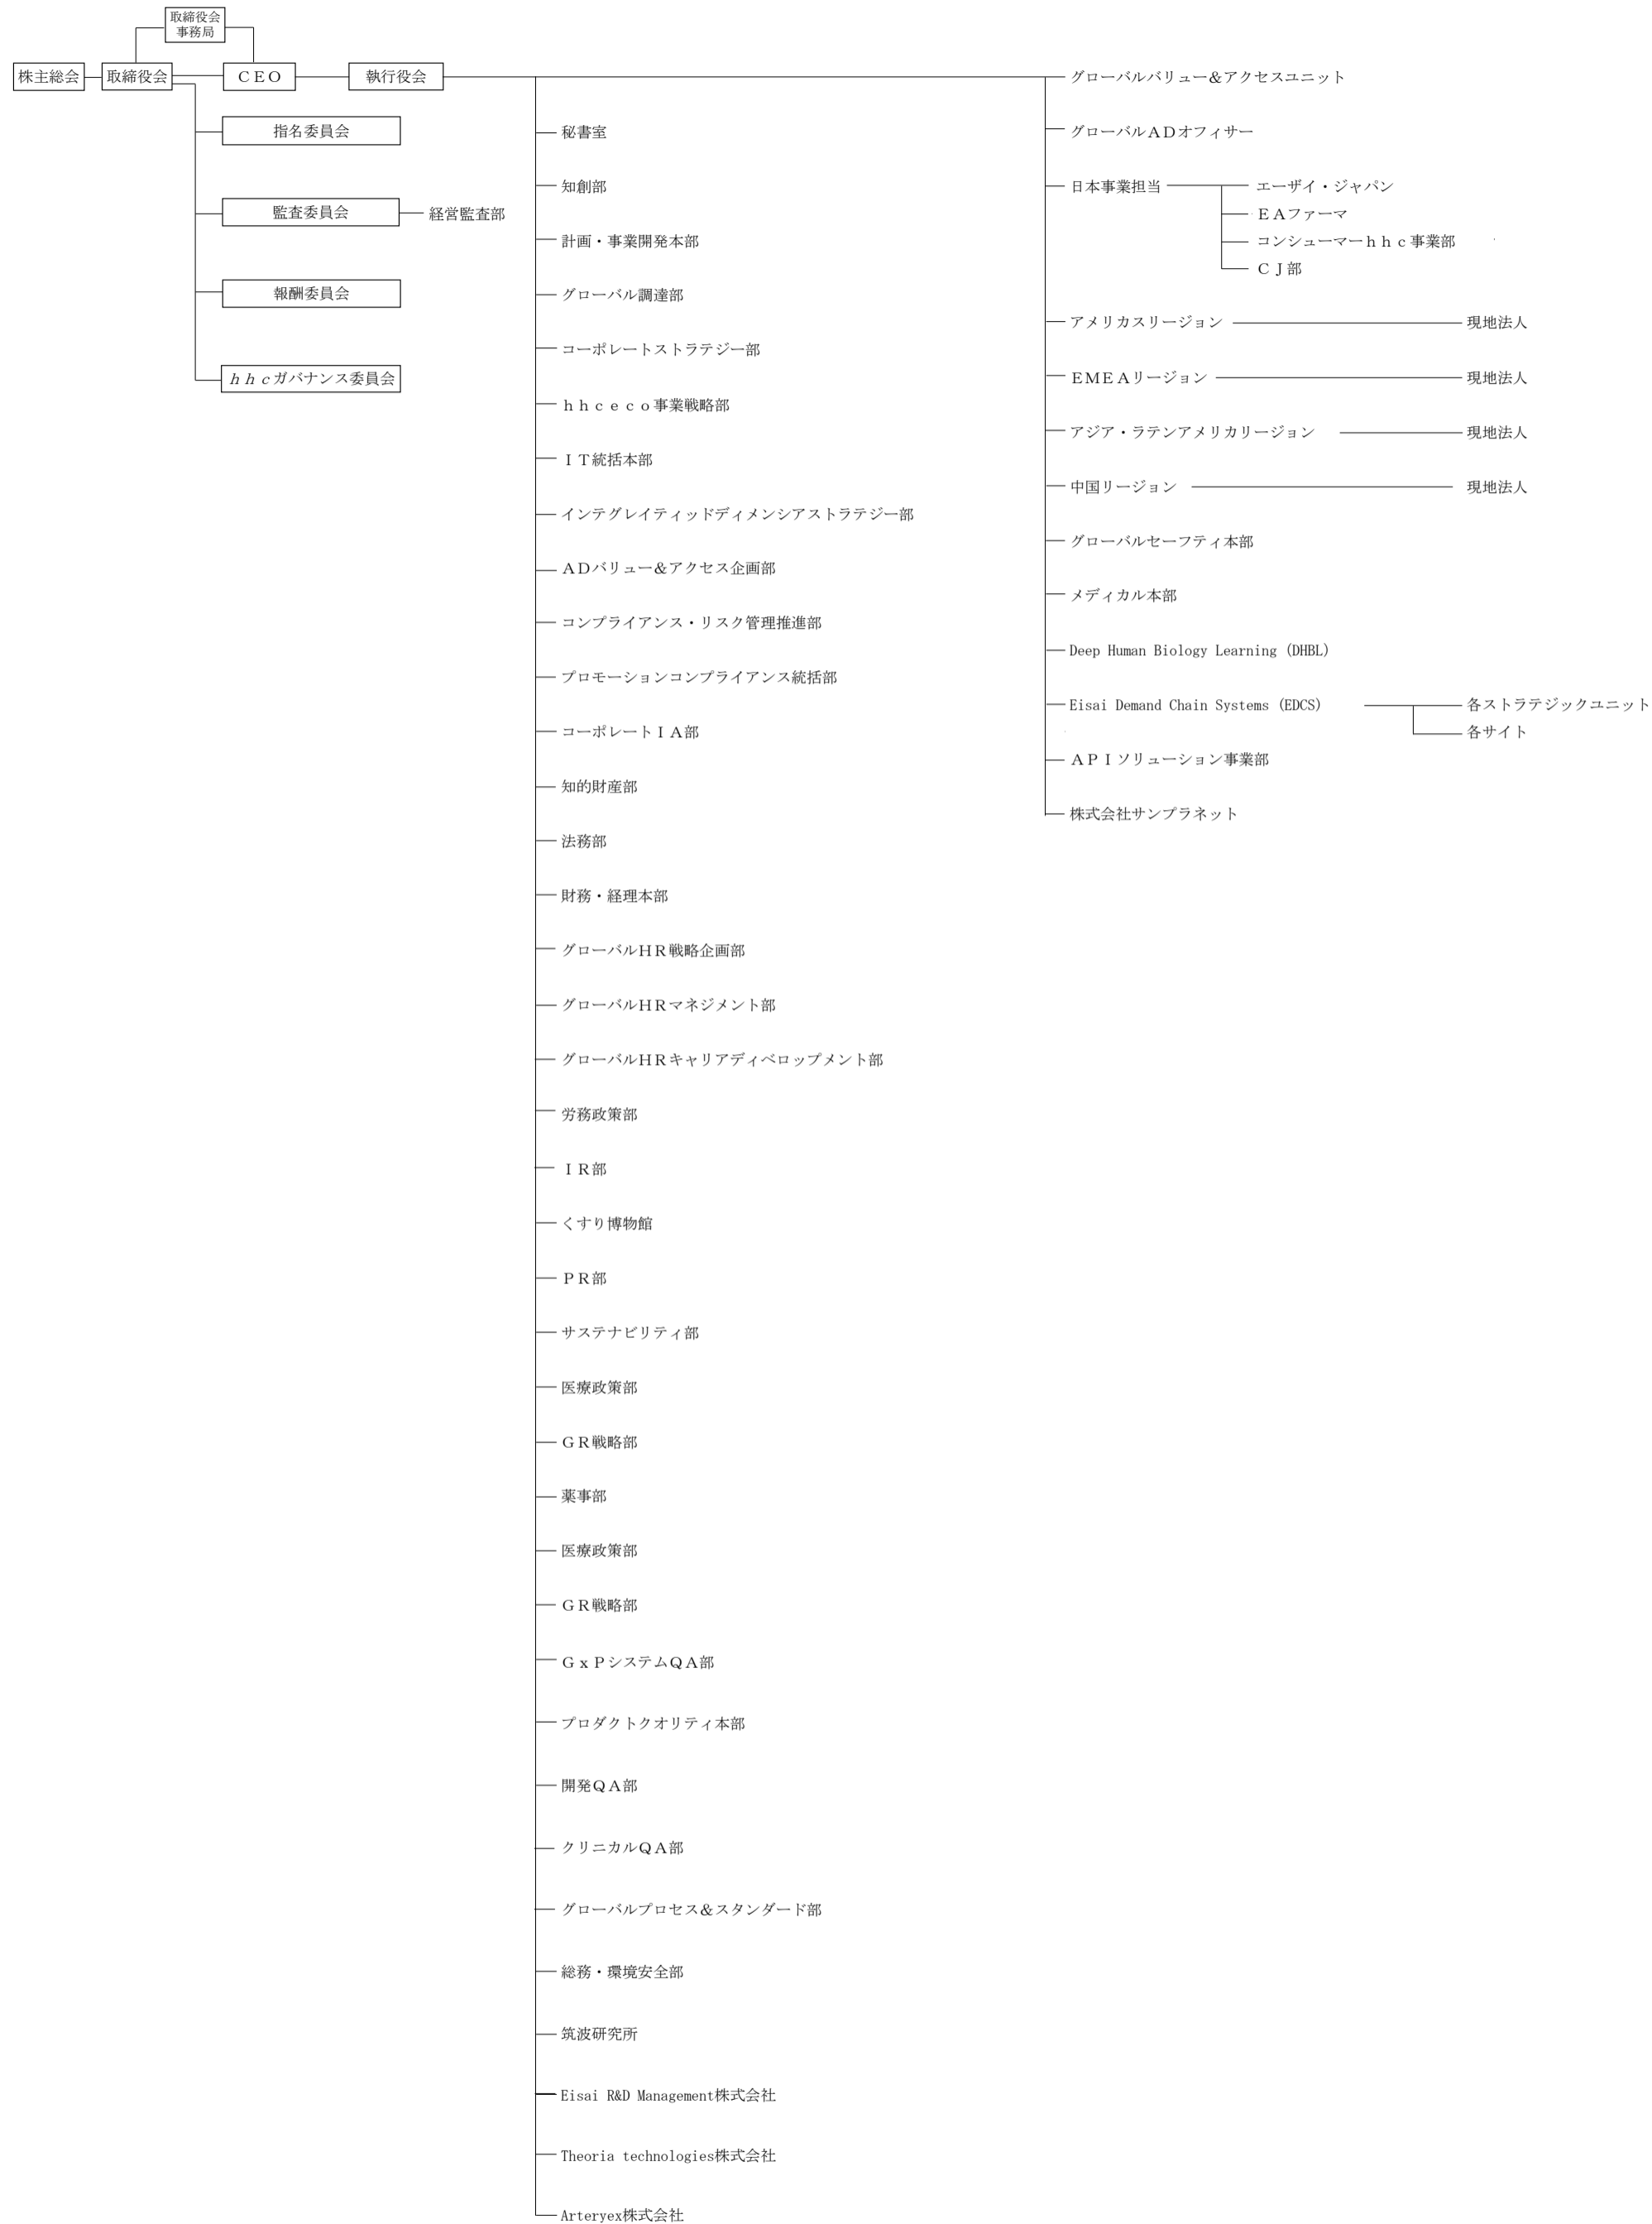 取締役会
事務局
株主総会
取締役会
ＣＥＯ
執行役会
指名委員会
監査委員会
経営監査部
報酬委員会
ｈｈｃガバナンス委員会
秘書室
知創部
計画・事業開発本部
グローバル調達部
コーポレートストラテジー部
ｈｈｃｅｃｏ事業戦略部
ＩＴ統括本部
インテグレイティッドディメンシアストラテジー部
ＡＤバリュー＆アクセス企画部
コンプライアンス・リスク管理推進部
プロモーションコンプライアンス統括部
コーポレートＩＡ部
知的財産部
法務部
財務・経理本部
グローバルＨＲ戦略企画部
グローバルＨＲマネジメント部
グローバルＨＲキャリアディベロップメント部
労務政策部
ＩＲ部
くすり博物館
ＰＲ部
サステナビリティ部
医療政策部
ＧＲ戦略部
薬事部
医療政策部
ＧＲ戦略部
ＧｘＰシステムＱＡ部
プロダクトクオリティ本部
開発ＱＡ部
クリニカルＱＡ部
グローバルプロセス＆スタンダード部
総務・環境安全部
筑波研究所
Eisai R&D Management株式会社
Theoria technologies株式会社
Arteryex株式会社
グローバルバリュー＆アクセスユニット
グローバルＡＤオフィサー
日本事業担当
エーザイ・ジャパン
ＥＡファーマ
コンシューマーｈｈｃ事業部
ＣＪ部
アメリカスリージョン
現地法人
ＥＭＥＡリージョン
現地法人
アジア・ラテンアメリカリージョン
現地法人
中国リージョン
現地法人
グローバルセーフティ本部
メディカル本部
Deep Human Biology Learning (DHBL)
Eisai Demand Chain Systems (EDCS)
各ストラテジックユニット
各サイト
ＡＰＩソリューション事業部
株式会社サンプラネット